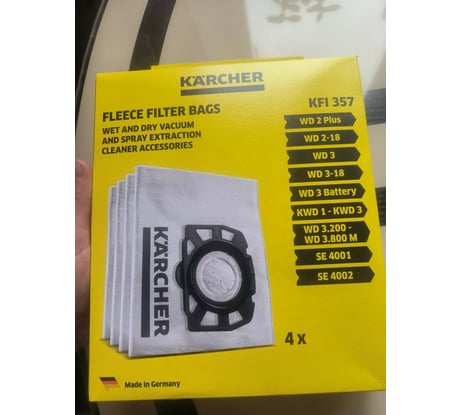 KÄRCHER
FLEECE FILTER BAGS
WET AND DRY VACUUM
AND SPRAY EXTRACTION
CLEANER ACCESSORIES
KFI 357
WD 2 Plus
WD 2-18
WD 3
WD 3-18
WD 3 Battery
KWD 1 - KWD 3
WD 3.200 -
WD 3.800 M
SE 4001
SE 4002
KÄRCHER
4 x
Made in Germany